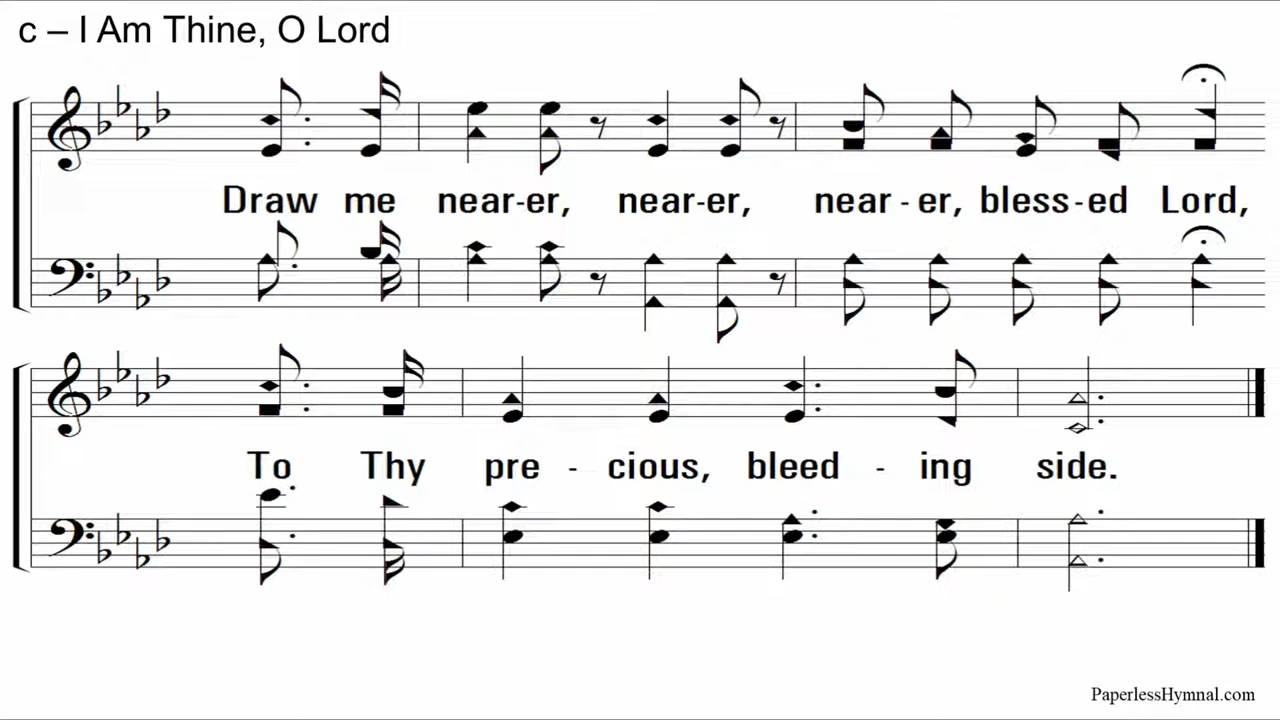 c – I Am Thine, O Lord
Draw me near-er, near-er, near - er, bless-ed Lord,
To Thy pre - cious, bleed - ing side.
PaperlessHymnal.com